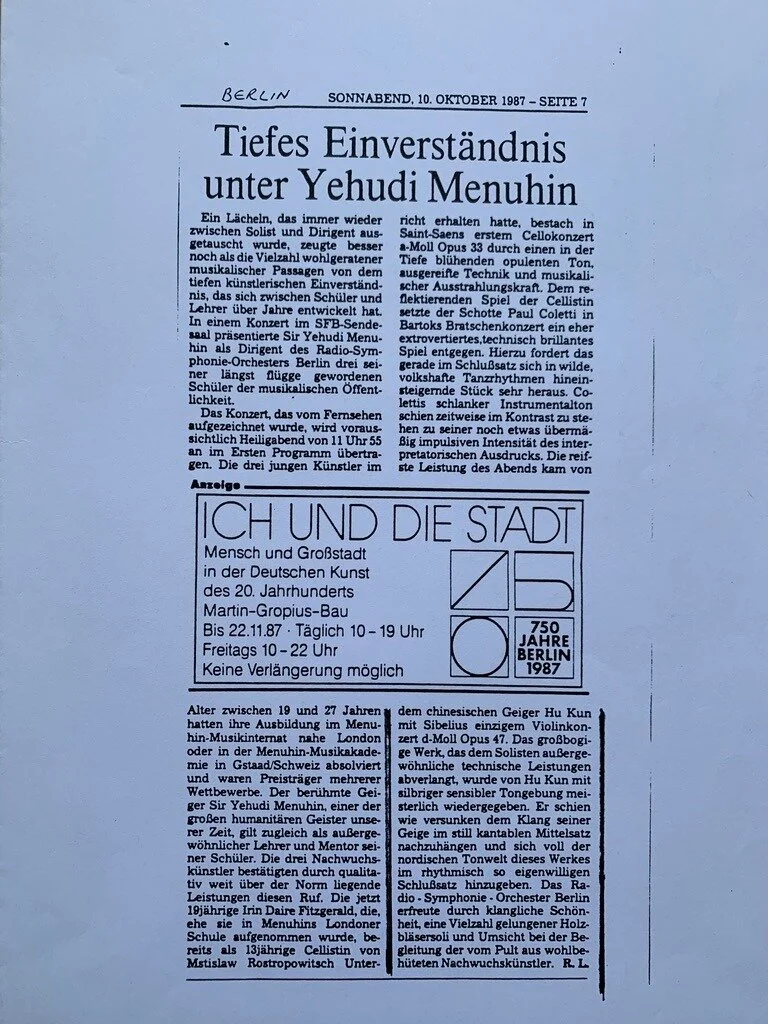 BERLIN
SONNABEND, 10. OKTOBER 1987 – SEITE 7
Tiefes Einverständnis
unter Yehudi Menuhin
Ein Lächeln, das immer wieder
zwischen Solist und Dirigent aus-
getauscht wurde, zeugte besser
noch als die Vielzahl wohlgeratener
musikalischer Passagen von dem
tiefen künstlerischen Einverständ-
nis, das sich zwischen Schüler und
Lehrer über Jahre entwickelt hat.
In einem Konzert im SFB-Sende-
saal präsentierte Sir Yehudi Menu-
hin als Dirigent des Radio-Sym-
phonie-Orchesters Berlin drei sei-
ner längst flügge gewordenen
Schüler der musikalischen Öffent-
lichkeit.
Das Konzert, das vom Fernsehen
aufgezeichnet wurde, wird voraus-
sichtlich Heiligabend von 11 Uhr 55
an im Ersten Programm übertra-
gen. Die drei jungen Künstler im
Alter zwischen 19 und 27 Jahren
hatten ihre Ausbildung im Menu-
hin-Musikinternat nahe London
oder in der Menuhin-Musikakade-
mie in Gstaad/Schweiz absolviert
und waren Preisträger mehrerer
Wettbewerbe. Der berühmte Gei-
ger Sir Yehudi Menuhin, einer der
großen humanitären Geister unse-
rer Zeit, gilt zugleich als außerge-
wöhnlicher Lehrer und Mentor sei-
ner Schüler. Die drei Nachwuchs-
künstler bestätigten durch qualita-
tiv weit über der Norm liegende
Leistungen diesen Ruf. Die jetzt
19jährige Irin Daire Fitzgerald, die,
ehe sie in Menuhins Londoner
Schule aufgenommen wurde, be-
reits als 13jährige Cellistin von
Mstislaw Rostropowitsch Unter-
richt erhalten hatte, bestach in
Saint-Saens erstem Cellokonzert
a-Moll Opus 33 durch einen in der
Tiefe blühenden opulenten Ton,
ausgereifte Technik und musikali-
scher Ausstrahlungskraft. Dem re-
flektierenden Spiel der Cellistin
setzte der Schotte Paul Coletti in
Bartoks Bratschenkonzert ein eher
extrovertiertes, technisch brillantes
Spiel entgegen. Hierzu fordert das
gerade im Schlußsatz sich in wilde,
volkshafte Tanzrhythmen hinein-
steigernde Stück sehr heraus. Co-
lettis schlanker Instrumentalton
schien zeitweise im Kontrast zu ste-
hen zu seiner noch etwas übermä-
ßig impulsiven Intensität des inter-
pretatorischen Ausdrucks. Die reif-
ste Leistung des Abends kam von
dem chinesischen Geiger Hu Kun
mit Sibelius einzigem Violinkon-
zert d-Moll Opus 47. Das großbogi-
ge Werk, das dem Solisten außerge-
wöhnliche technische Leistungen
abverlangt, wurde von Hu Kun mit
silbriger sensibler Tongebung mei-
sterlich wiedergegeben. Er schien
wie versunken dem Klang seiner
Geige im still kantablen Mittelsatz
nachzuhängen und sich voll der
nordischen Tonwelt dieses Werkes
im rhythmisch so eigenwilligen
Schlußsatz hinzugeben. Das Ra-
dio - Symphonie - Orchester Berlin
erfreute durch klangliche Schön-
heit, eine Vielzahl gelungener Holz-
bläsersoli und Umsicht bei der Be-
gleitung der vom Pult aus wohlbe-
hüteten Nachwuchskünstler. R. L.
Anzeige
ICH UND DIE STADT
Mensch und Großstadt
in der Deutschen Kunst
des 20. Jahrhunderts
Martin-Gropius-Bau
Bis 22.11.87 · Täglich 10 – 19 Uhr
Freitags 10 – 22 Uhr
Keine Verlängerung möglich
75
0
750
JAHRE
BERLIN
1987